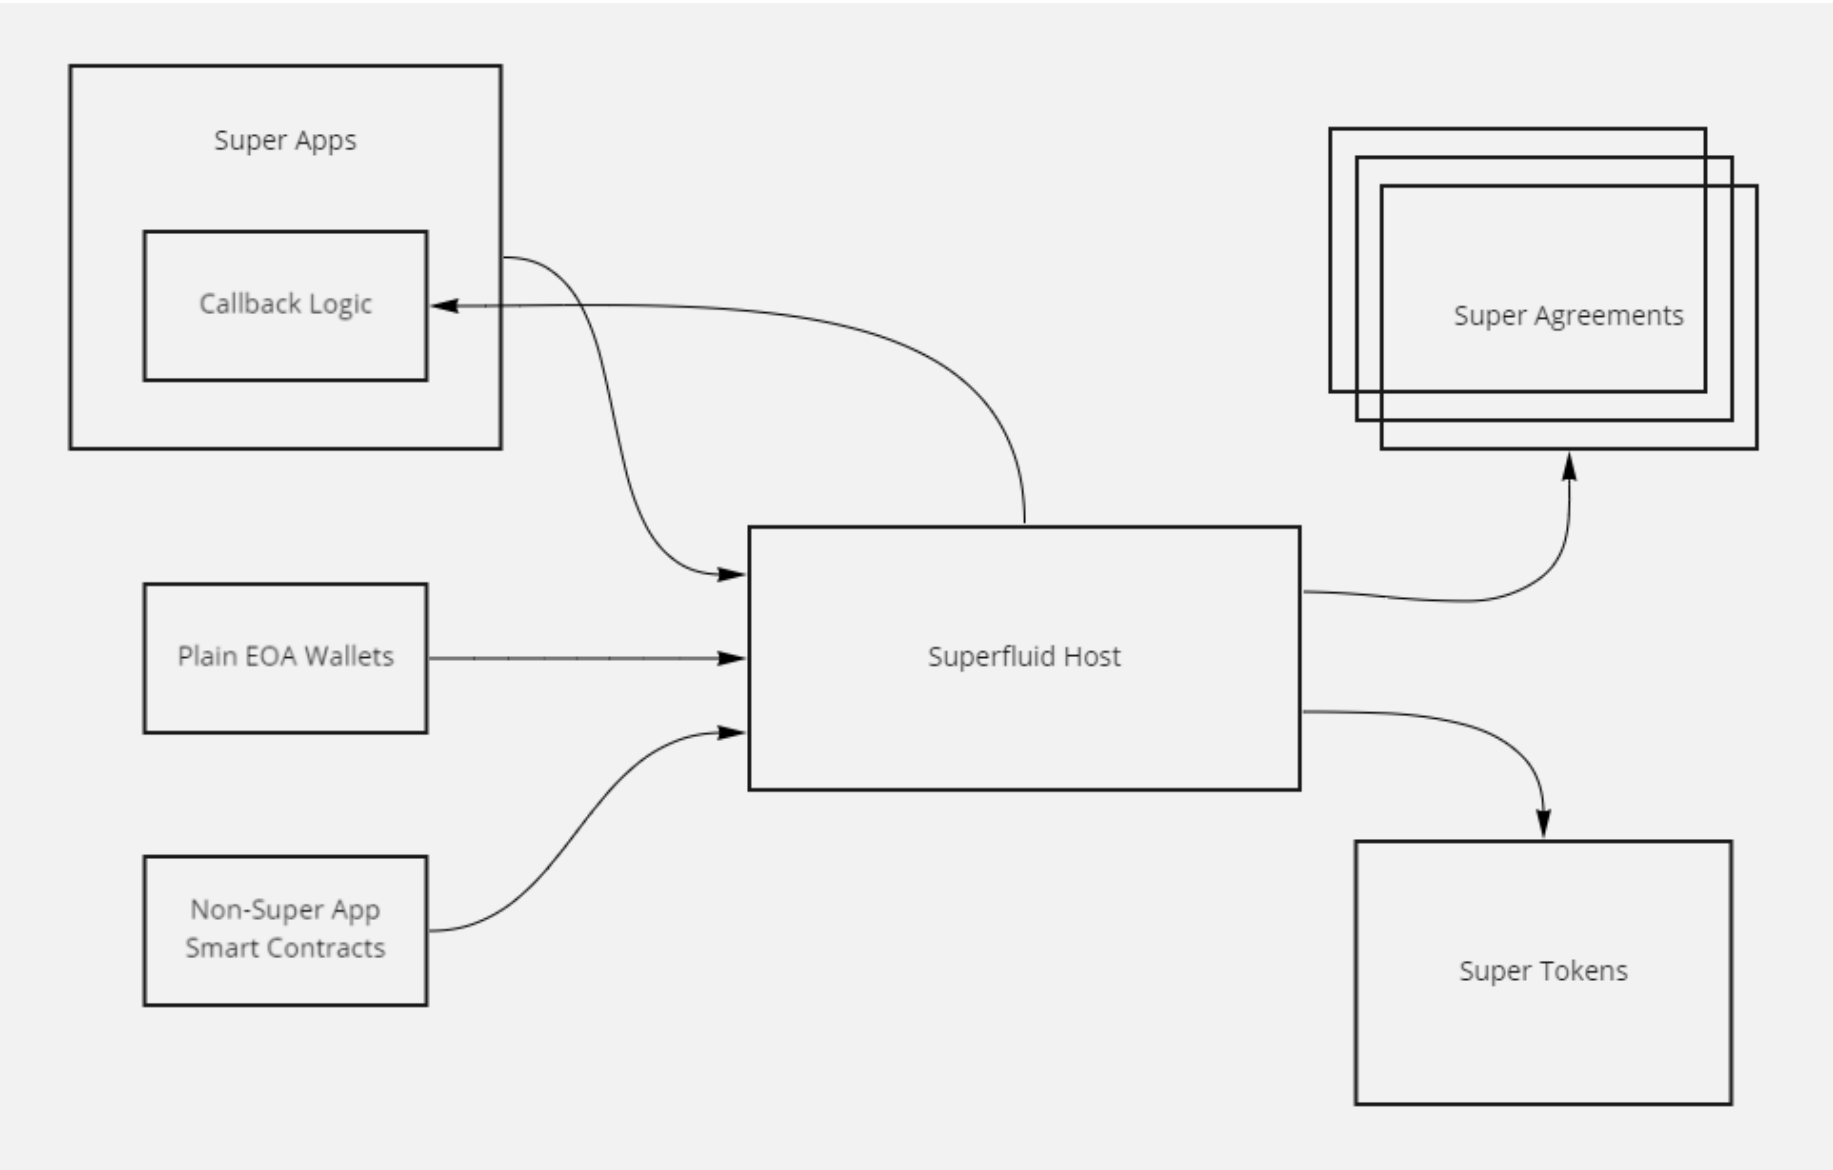 Super Apps
Callback Logic
Super Agreements
Plain EOA Wallets
Superfluid Host
Non-Super App
Smart Contracts
Super Tokens